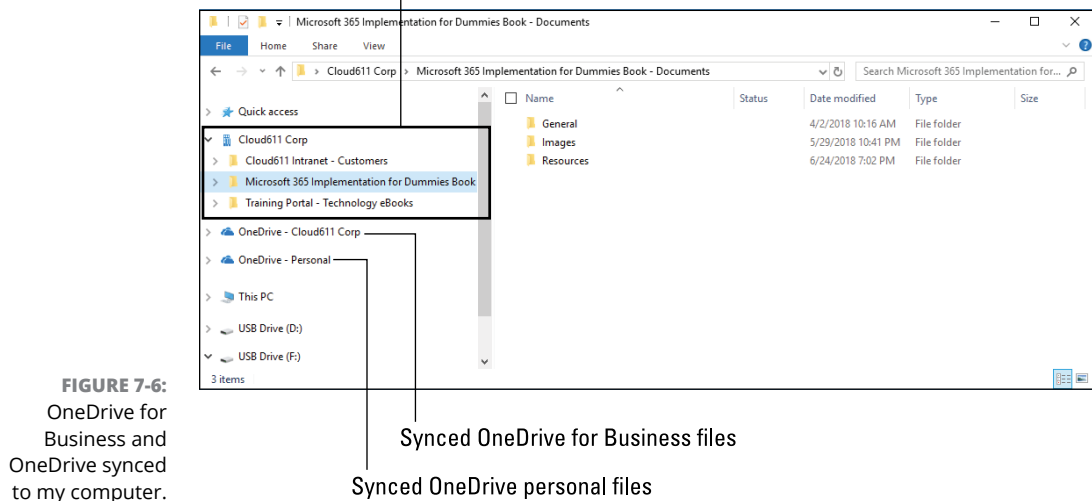 Microsoft 365 Implementation for Dummies Book - Documents
File Home Share View
Cloud611 Corp > Microsoft 365 Implementation for Dummies Book - Documents
Search Microsoft 365 Implementation for...
Name Status Date modified Type Size
Quick access
General 4/2/2018 10:16 AM File folder
Cloud611 Corp
Images 5/29/2018 10:41 PM File folder
Cloud611 Intranet - Customers
Resources 6/24/2018 7:02 PM File folder
Microsoft 365 Implementation for Dummies Book
Training Portal - Technology eBooks
OneDrive - Cloud611 Corp
OneDrive - Personal
This PC
USB Drive (D:)
USB Drive (F:)
3 items
FIGURE 7-6:
OneDrive for
Business and
OneDrive synced
to my computer.
Synced OneDrive for Business files
Synced OneDrive personal files